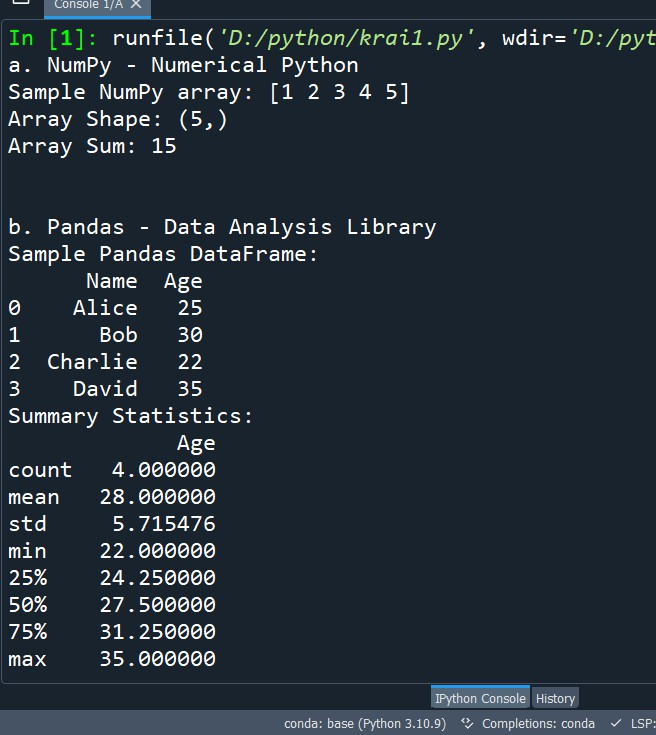 Console 1/A
In [1]: runfile('D:/python/krai1.py', wdir='D:/pyt
a. NumPy - Numerical Python
Sample NumPy array: [1 2 3 4 5]
Array Shape: (5,)
Array Sum: 15
b. Pandas - Data Analysis Library
Sample Pandas DataFrame:
Name Age
0 Alice 25
1 Bob 30
2 Charlie 22
3 David 35
Summary Statistics:
Age
count 4.000000
mean 28.000000
std 5.715476
min 22.000000
25% 24.250000
50% 27.500000
75% 31.250000
max 35.000000
IPython Console History
conda: base (Python 3.10.9) Completions: conda LSP: